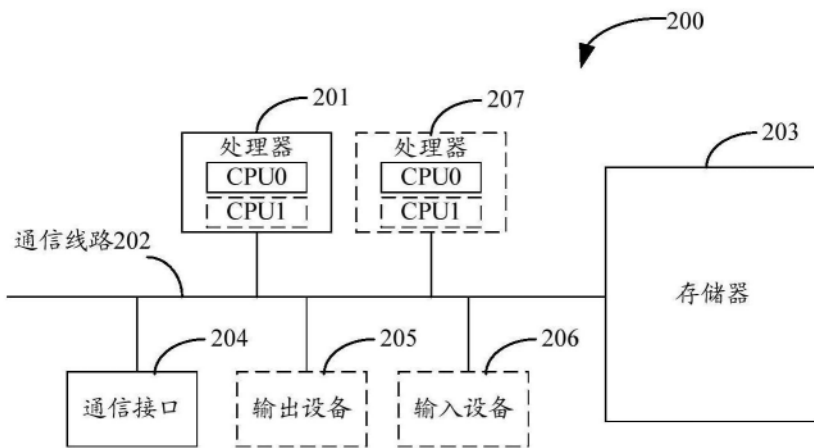 200
201
207
203
处理器
处理器
CPU0
CPU0
CPU1
CPU1
通信线路202
存储器
204
205
206
通信接口
输出设备
输入设备